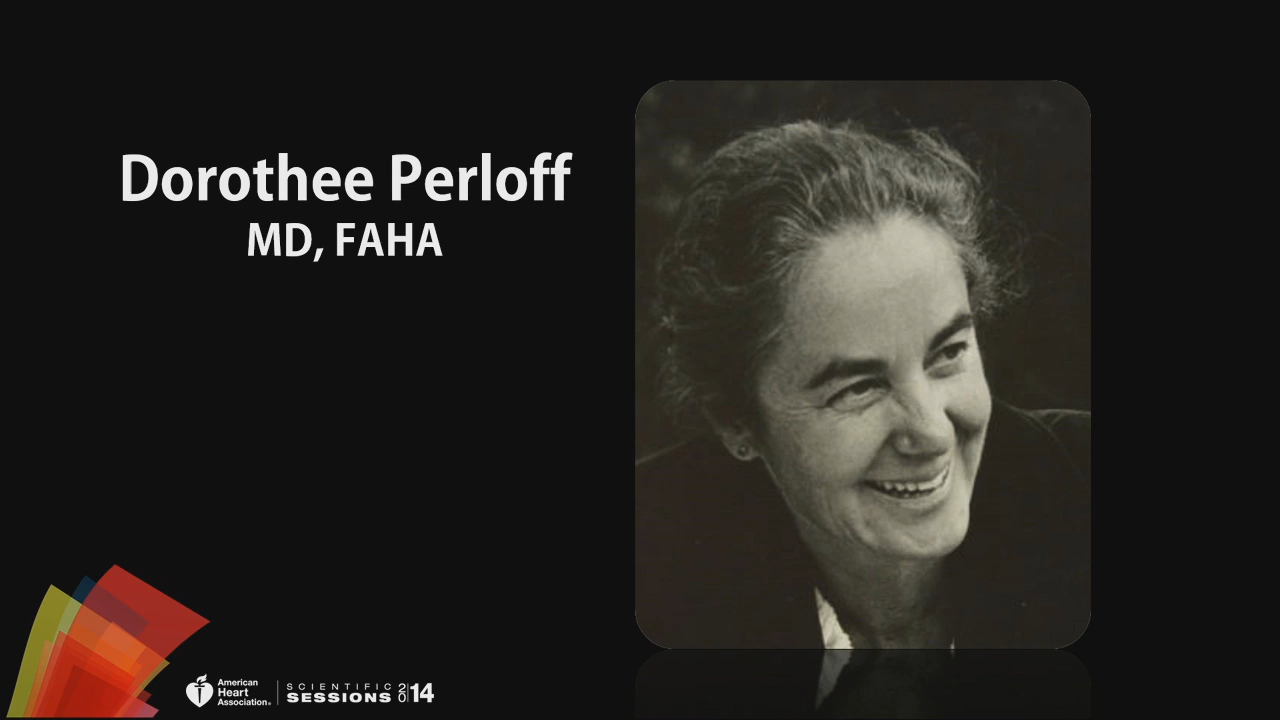 Dorothee Perloff
MD, FAHA
American
Heart
Association®
SCIENTIFIC
SESSIONS 2014